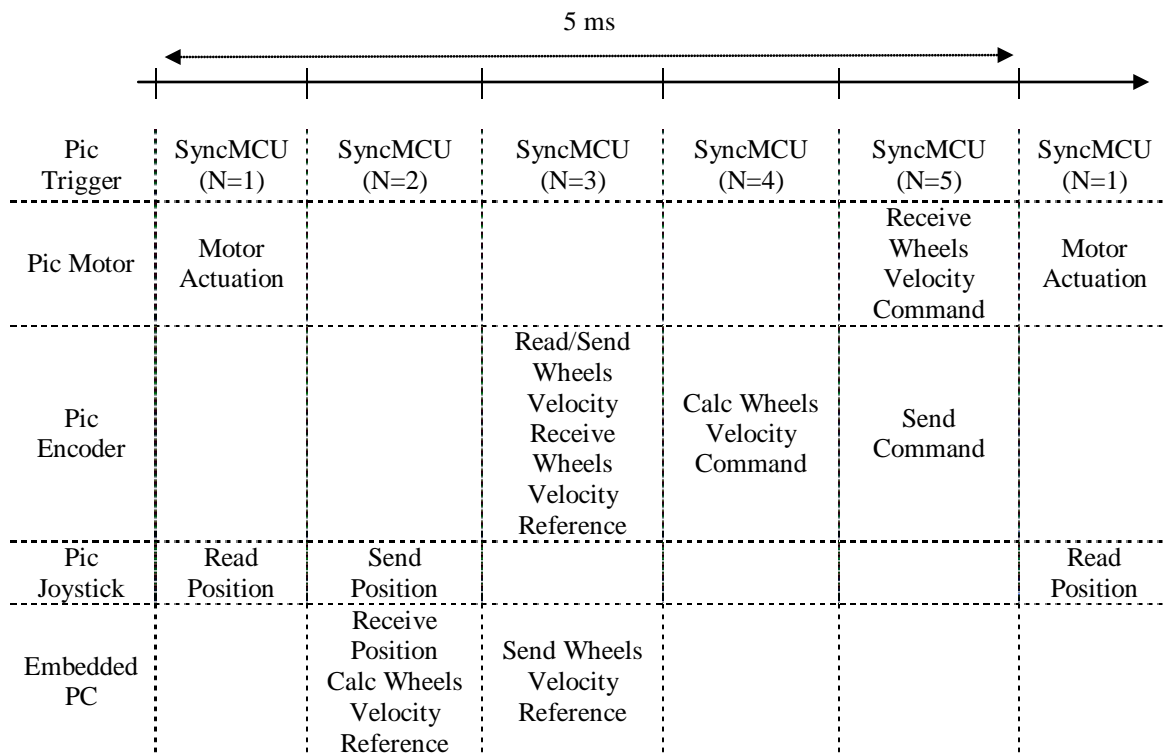 5 ms
Pic
Trigger
SyncMCU
(N=1)
SyncMCU
(N=2)
SyncMCU
(N=3)
SyncMCU
(N=4)
SyncMCU
(N=5)
SyncMCU
(N=1)
Pic Motor
Motor
Actuation
Receive
Wheels
Velocity
Command
Motor
Actuation
Pic
Encoder
Read/Send
Wheels
Velocity
Receive
Wheels
Velocity
Reference
Calc Wheels
Velocity
Command
Send
Command
Pic
Joystick
Read
Position
Send
Position
Read
Position
Embedded
PC
Receive
Position
Calc Wheels
Velocity
Reference
Send Wheels
Velocity
Reference